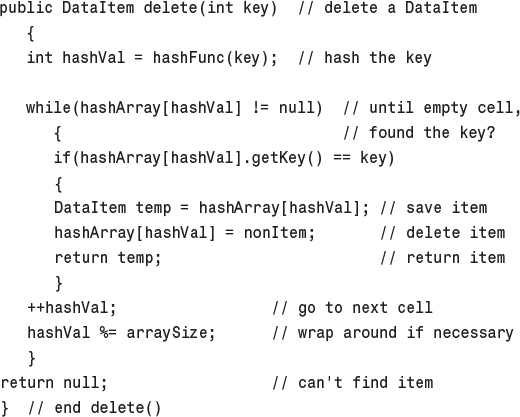 public DataItem delete(int key)  // delete a DataItem
   {
   int hashVal = hashFunc(key);  // hash the key

   while(hashArray[hashVal] != null)  // until empty cell,
      {                               // found the key?
      if(hashArray[hashVal].getKey() == key)
      {
      DataItem temp = hashArray[hashVal]; // save item
      hashArray[hashVal] = nonItem;       // delete item
      return temp;                        // return item
      }
   ++hashVal;                 // go to next cell
   hashVal %= arraySize;      // wrap around if necessary
   }
return null;                  // can't find item
}  // end delete()